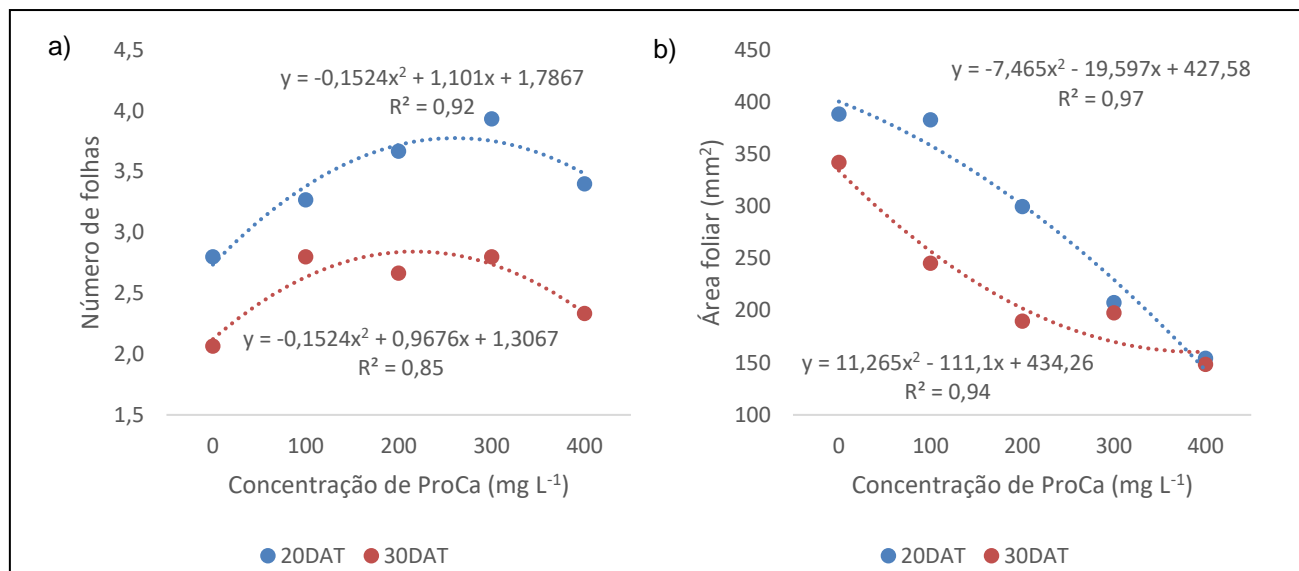 a)
4,5
4,0
3,5
3,0
2,5
2,0
1,5
Número de folhas
y = -0,1524x² + 1,101x + 1,7867
R² = 0,92
y = -0,1524x² + 0,9676x + 1,3067
R² = 0,85
0 100 200 300 400
Concentração de ProCa (mg L⁻¹)
20DAT 30DAT
b)
450
400
350
300
250
200
150
100
Área foliar (mm²)
y = -7,465x² - 19,597x + 427,58
R² = 0,97
y = 11,265x² - 111,1x + 434,26
R² = 0,94
0 100 200 300 400
Concentração de ProCa (mg L⁻¹)
20DAT 30DAT